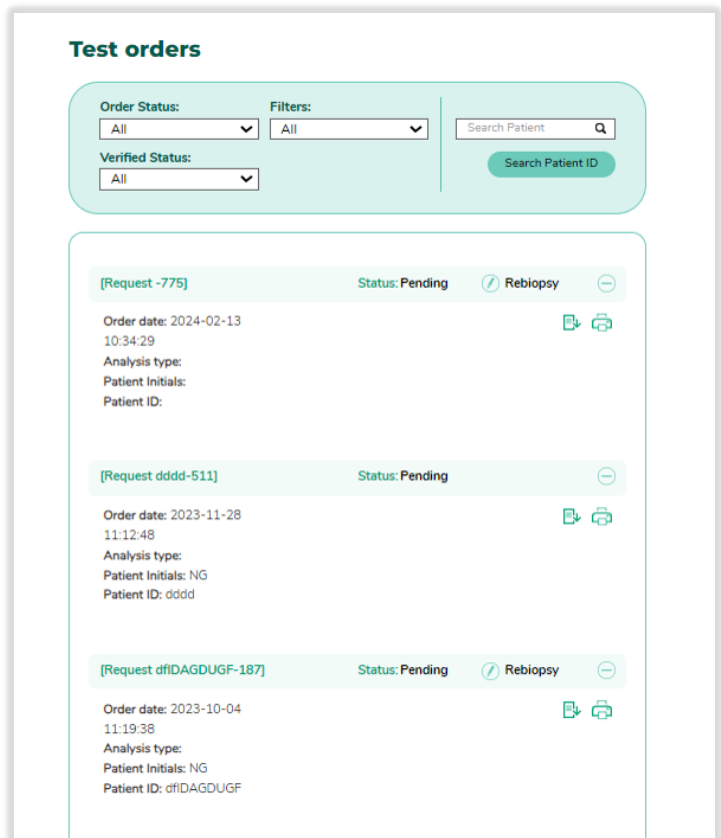 Test orders
Order Status: Filters:
All All Search Patient
Verified Status: Search Patient ID
All
[Request -775] Status: Pending Rebiopsy
Order date: 2024-02-13
10:34:29
Analysis type:
Patient Initials:
Patient ID:
[Request dddd-511] Status: Pending
Order date: 2023-11-28
11:12:48
Analysis type:
Patient Initials: NG
Patient ID: dddd
[Request dfIDAGDUGF-187] Status: Pending Rebiopsy
Order date: 2023-10-04
11:19:38
Analysis type:
Patient Initials: NG
Patient ID: dfIDAGDUGF